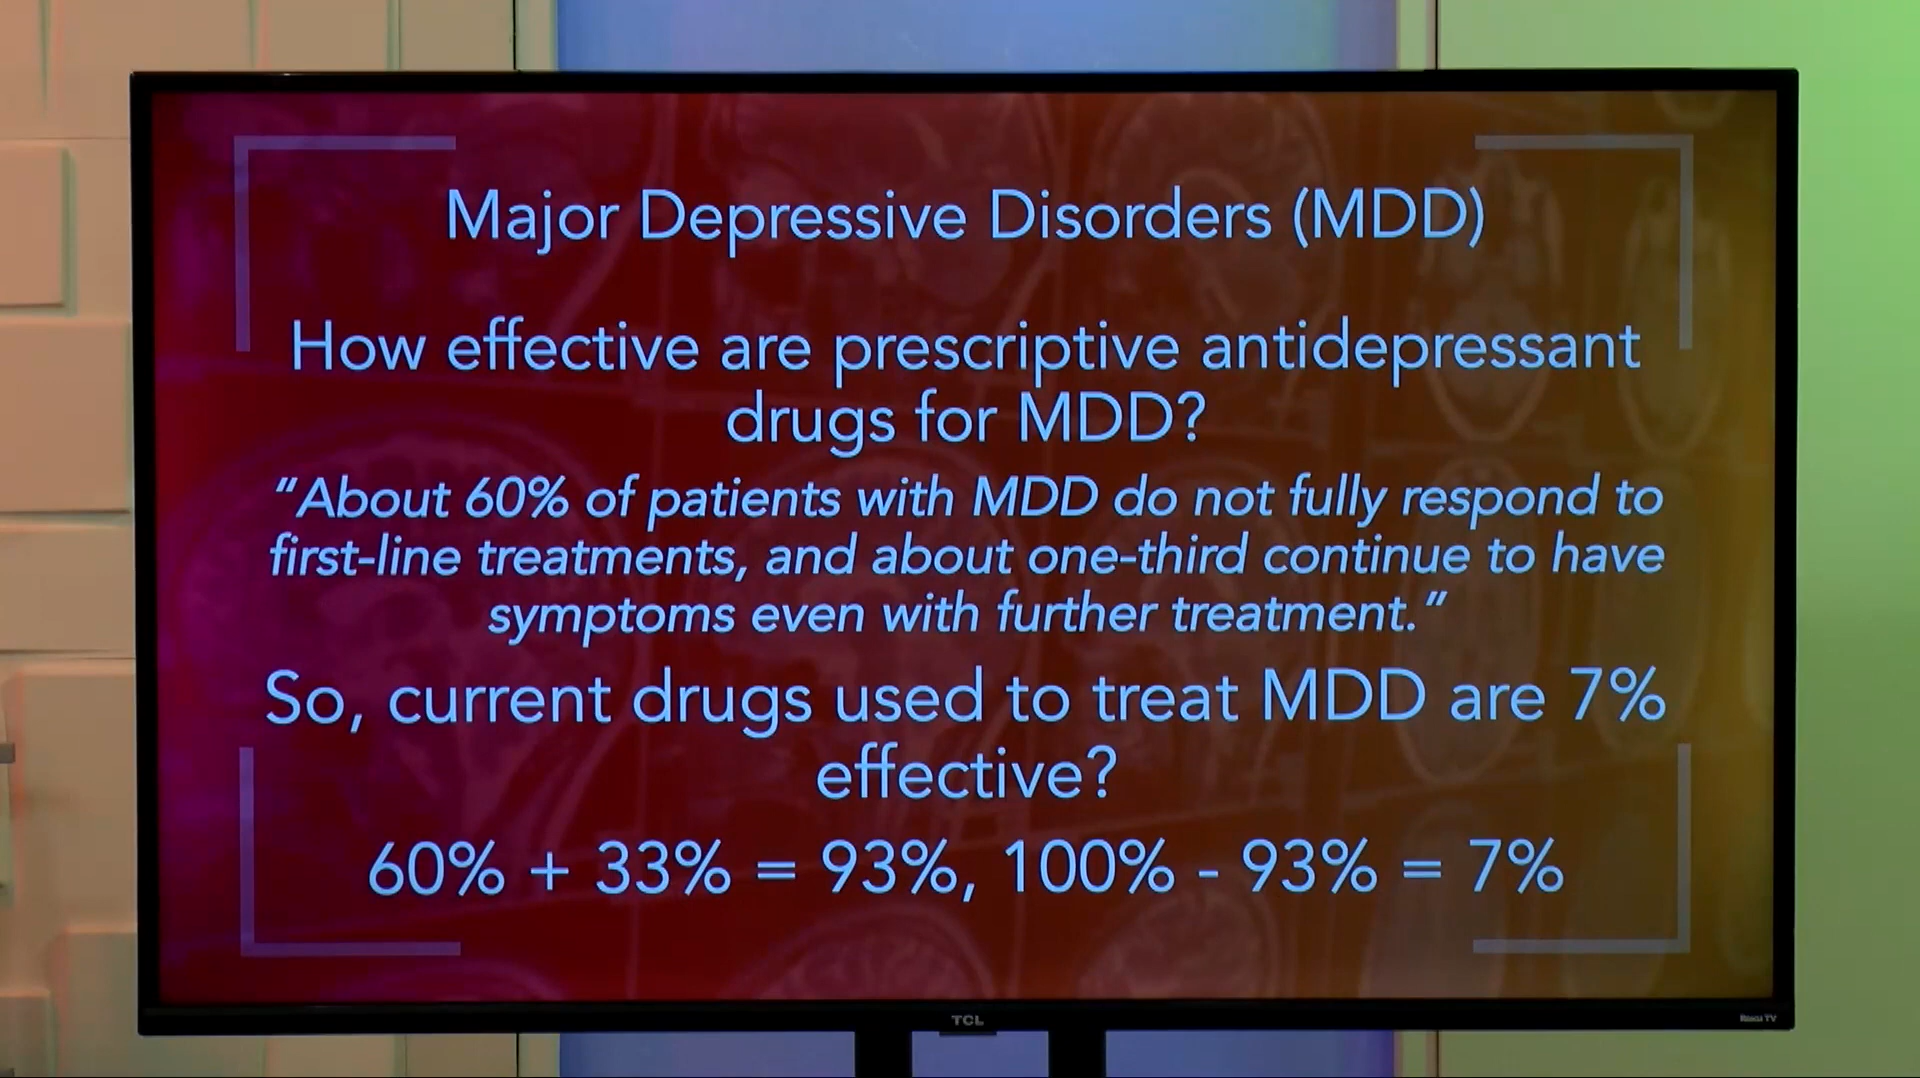 Major Depressive Disorders (MDD)
How effective are prescriptive antidepressant
drugs for MDD?
“About 60% of patients with MDD do not fully respond to
first-line treatments, and about one-third continue to have
symptoms even with further treatment.”
So, current drugs used to treat MDD are 7%
effective?
60% + 33% = 93%, 100% - 93% = 7%
TCL
Roku TV